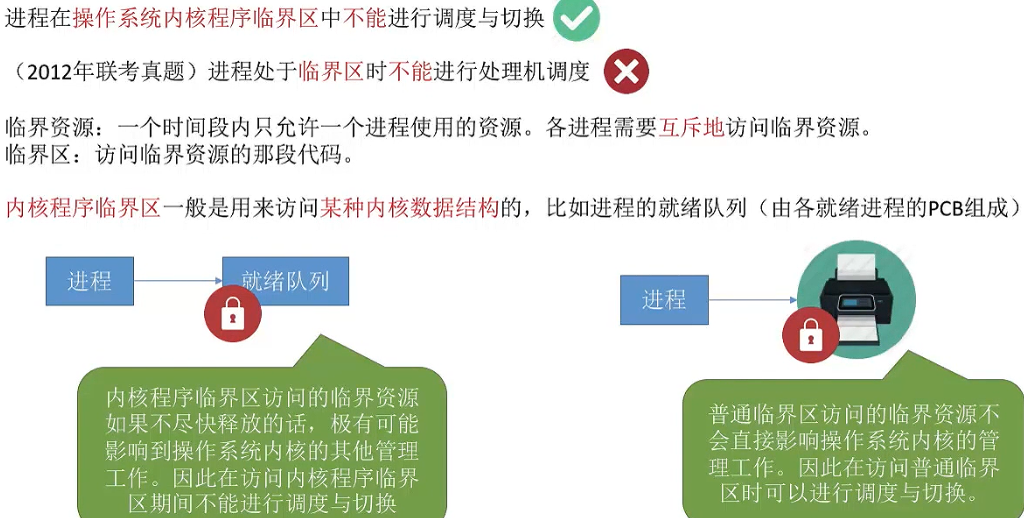 进程在操作系统内核程序临界区中不能进行调度与切换
（2012年联考真题）进程处于临界区时不能进行处理机调度
临界资源：一个时间段内只允许一个进程使用的资源。各进程需要互斥地访问临界资源。
临界区：访问临界资源的那段代码。
内核程序临界区一般是用来访问某种内核数据结构的，比如进程的就绪队列（由各就绪进程的PCB组成）
进程
就绪队列
进程
内核程序临界区访问的临界资源
如果不尽快释放的话，极有可能
影响到操作系统内核的其他管理
工作。因此在访问内核程序临界
区期间不能进行调度与切换
普通临界区访问的临界资源不
会直接影响操作系统内核的管
理工作。因此在访问普通临界
区时可以进行调度与切换。